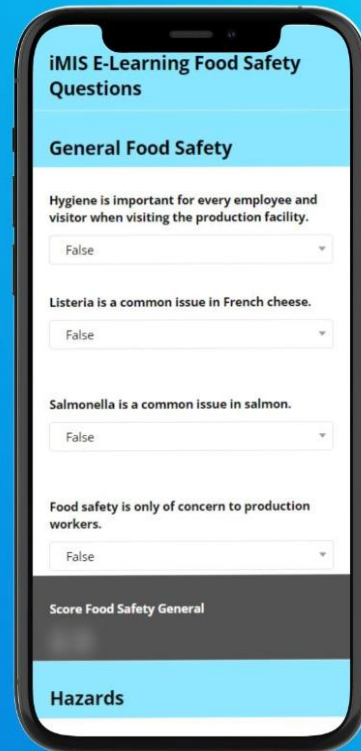 iMIS E-Learning Food Safety
Questions
General Food Safety
Hygiene is important for every employee and
visitor when visiting the production facility.
False
Listeria is a common issue in French cheese.
False
Salmonella is a common issue in salmon.
False
Food safety is only of concern to production
workers.
False
Score Food Safety General
Hazards